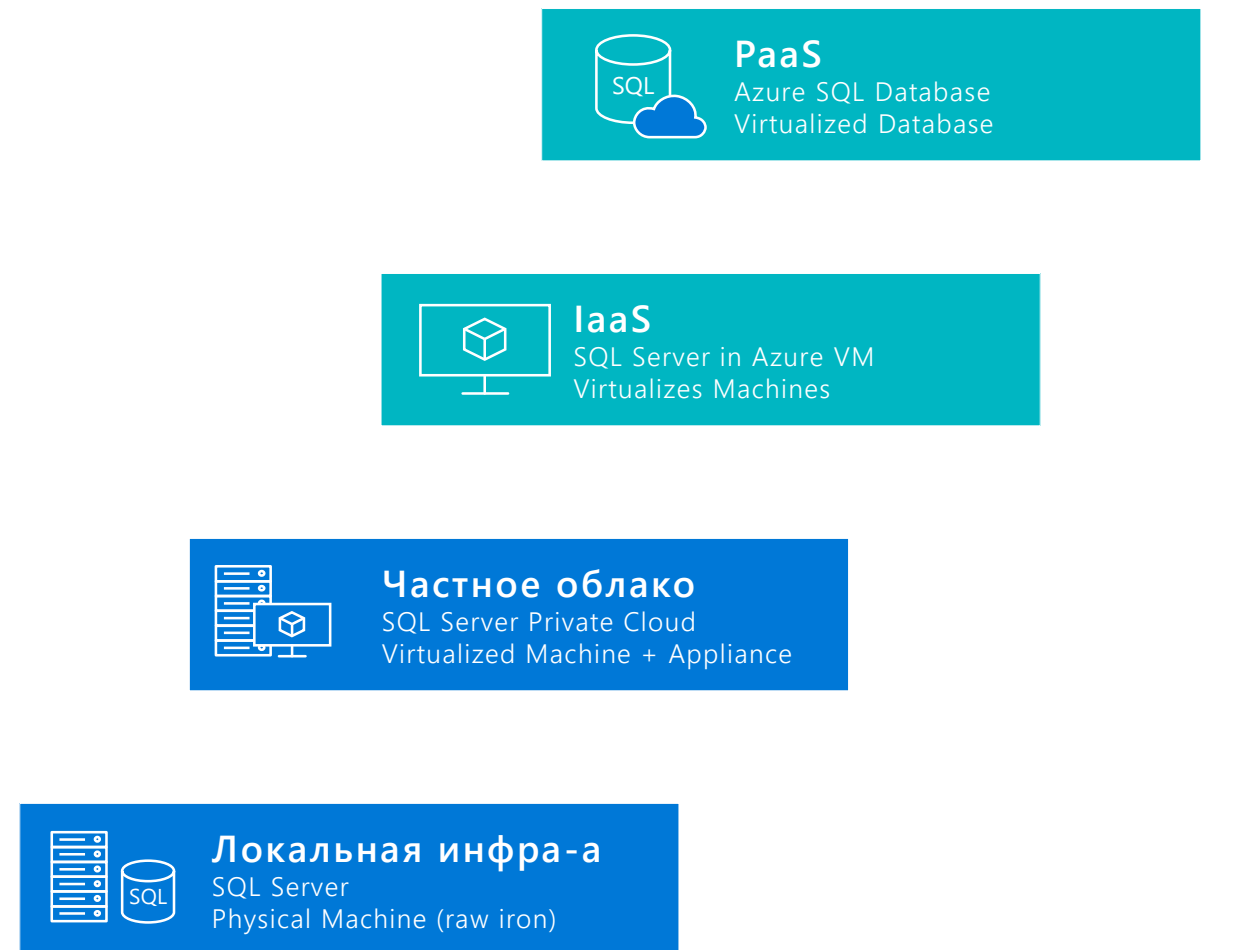 SQL
PaaS
Azure SQL Database
Virtualized Database
IaaS
SQL Server in Azure VM
Virtualizes Machines
Частное облако
SQL Server Private Cloud
Virtualized Machine + Appliance
SQL
Локальная инфра-а
SQL Server
Physical Machine (raw iron)